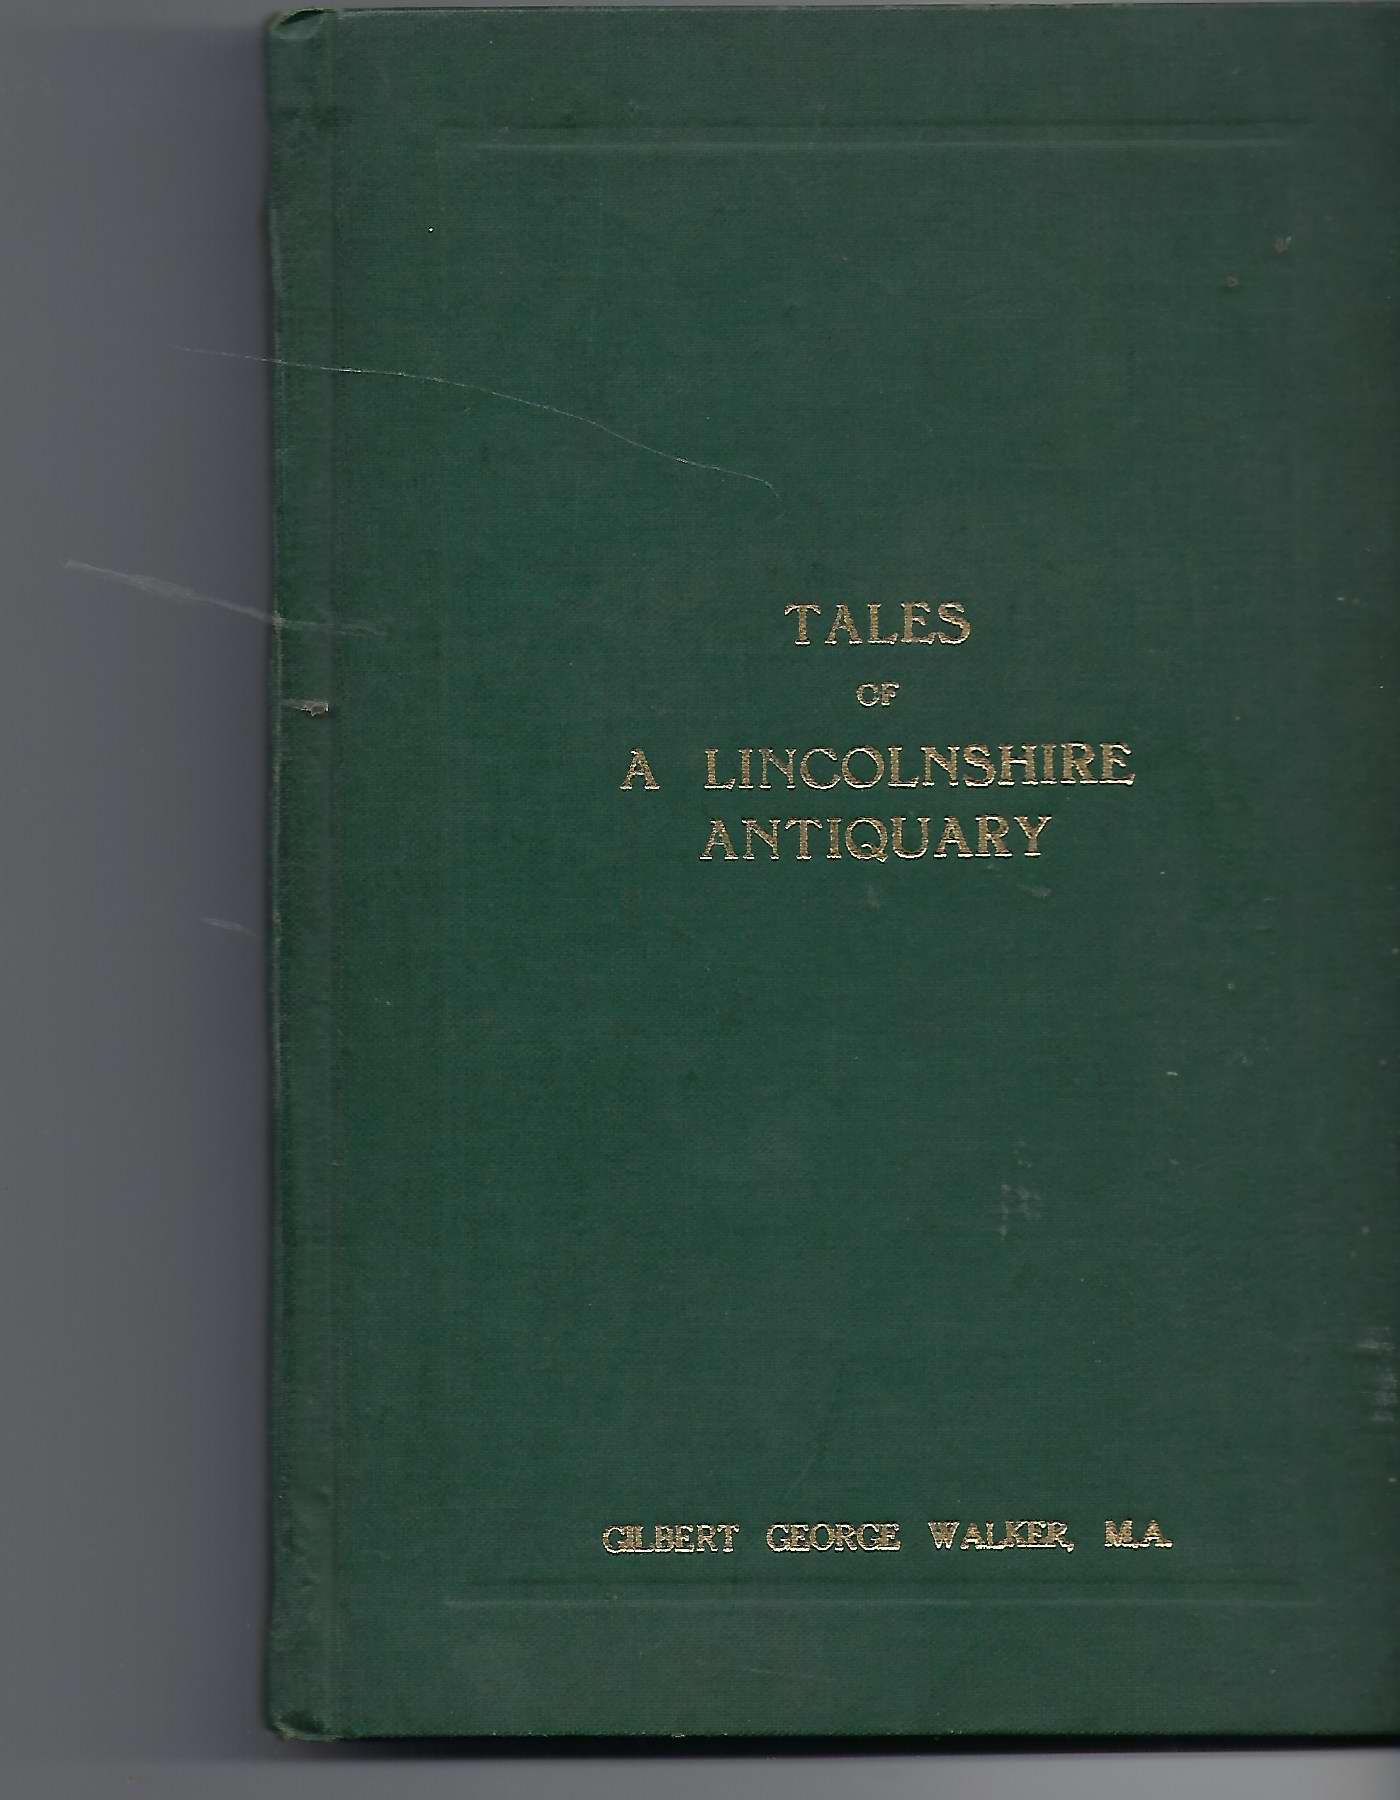 TALES
OF
A LINCOLNSHIRE
ANTIQUARY
GILBERT GEORGE WALKER, M.A.